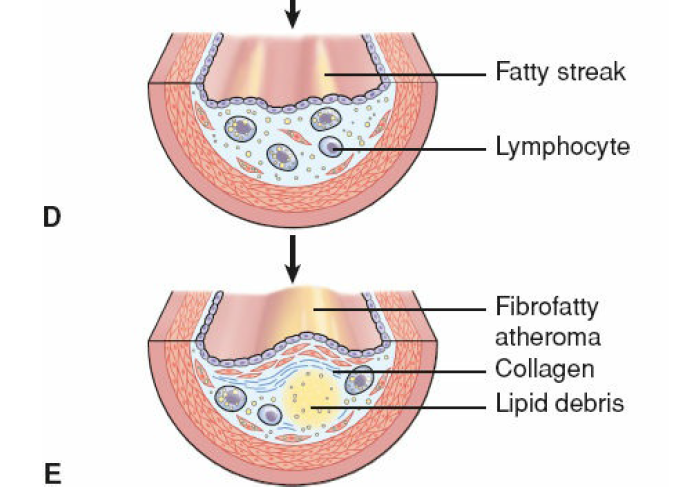 Fatty streak
Lymphocyte
D
Fibrofatty
atheroma
Collagen
Lipid debris
E